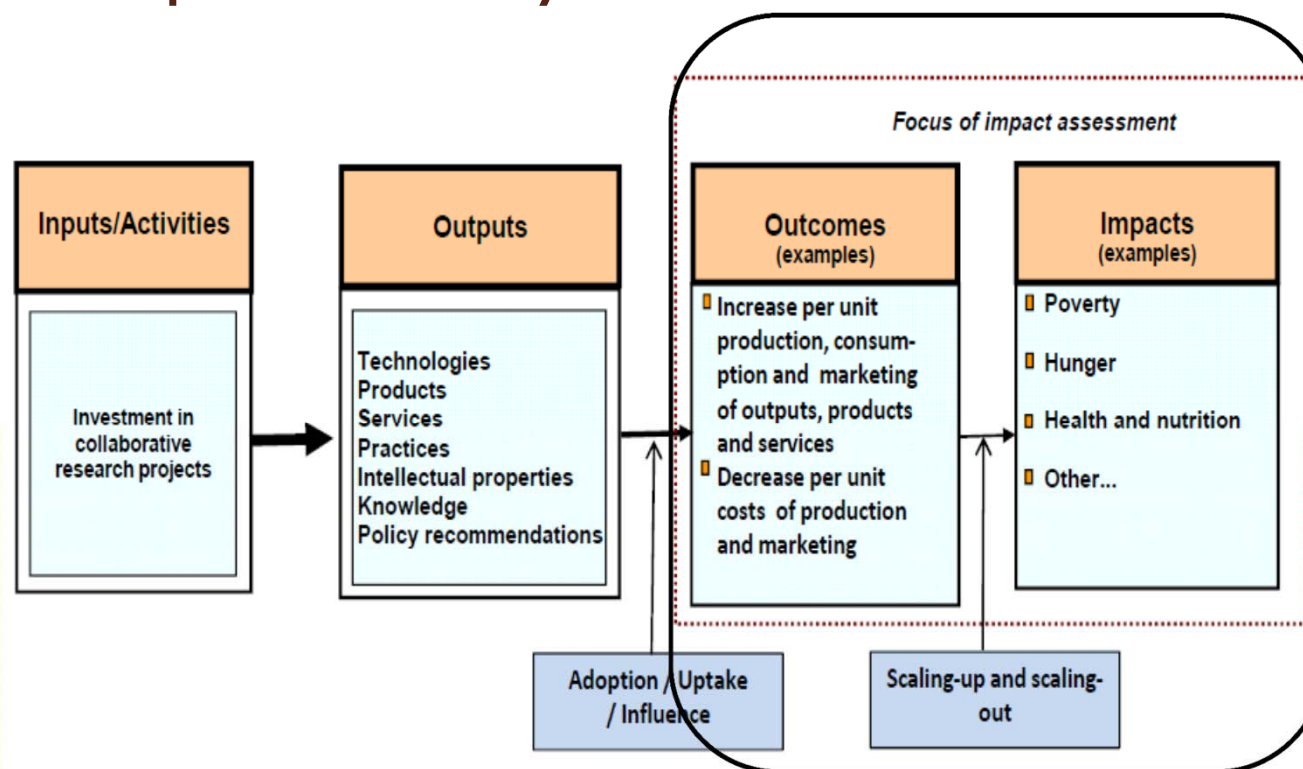 Focus of impact assessment
Inputs/Activities
Investment in
collaborative
research projects
Outputs
Technologies
Products
Services
Practices
Intellectual properties
Knowledge
Policy recommendations
Outcomes
(examples)
Increase per unit
production, consum-
ption and marketing
of outputs, products
and services
Decrease per unit
costs of production
and marketing
Impacts
(examples)
Poverty
Hunger
Health and nutrition
Other...
Adoption / Uptake
/ Influence
Scaling-up and scaling-
out